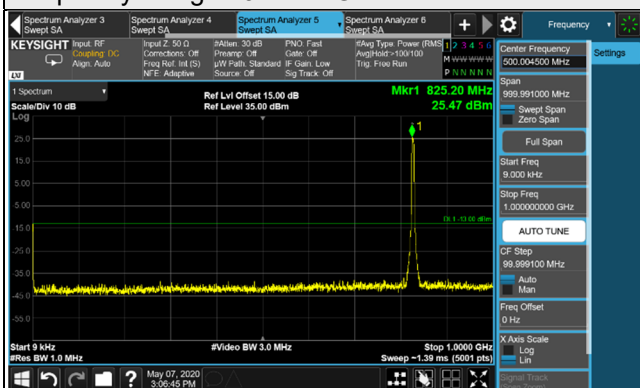 Spectrum Analyzer 3
Swept SA
Spectrum Analyzer 4
Swept SA
Spectrum Analyzer 5
Swept SA
Spectrum Analyzer 6
Swept SA
+
Frequency
KEYSIGHT
Input: RF
Coupling: DC
Align: Auto
Input Z: 50 Ω
Corrections: Off
Freq Ref: Int (S)
NFE: Adaptive
#Atten: 30 dB
Preamp: Off
µW Path: Standard
Source: Off
PNO: Fast
Gate: Off
IF Gain: Low
Sig Track: Off
#Avg Type: Power (RMS)
Avg|Hold:>100/100
Trig: Free Run
1 2 3 4 5 6
M W W W W W
P N N N N N
LXI
1 Spectrum
Scale/Div 10 dB
Log
Ref Lvl Offset 15.00 dB
Ref Level 35.00 dBm
Mkr1 825.20 MHz
25.47 dBm
1
25.0
15.0
5.00
-5.00
DL1 -13.00 dBm
-15.0
-25.0
-35.0
-45.0
-55.0
Start 9 kHz
#Res BW 1.0 MHz
#Video BW 3.0 MHz
Stop 1.0000 GHz
Sweep ~1.39 ms (5001 pts)
May 07, 2020
3:06:45 PM
Center Frequency
500.004500 MHz
Settings
Span
999.991000 MHz
Swept Span
Zero Span
Full Span
Start Freq
9.000 kHz
Stop Freq
1.000000000 GHz
AUTO TUNE
CF Step
99.999100 MHz
Auto
Man
Freq Offset
0 Hz
X Axis Scale
Log
Lin
Signal Track